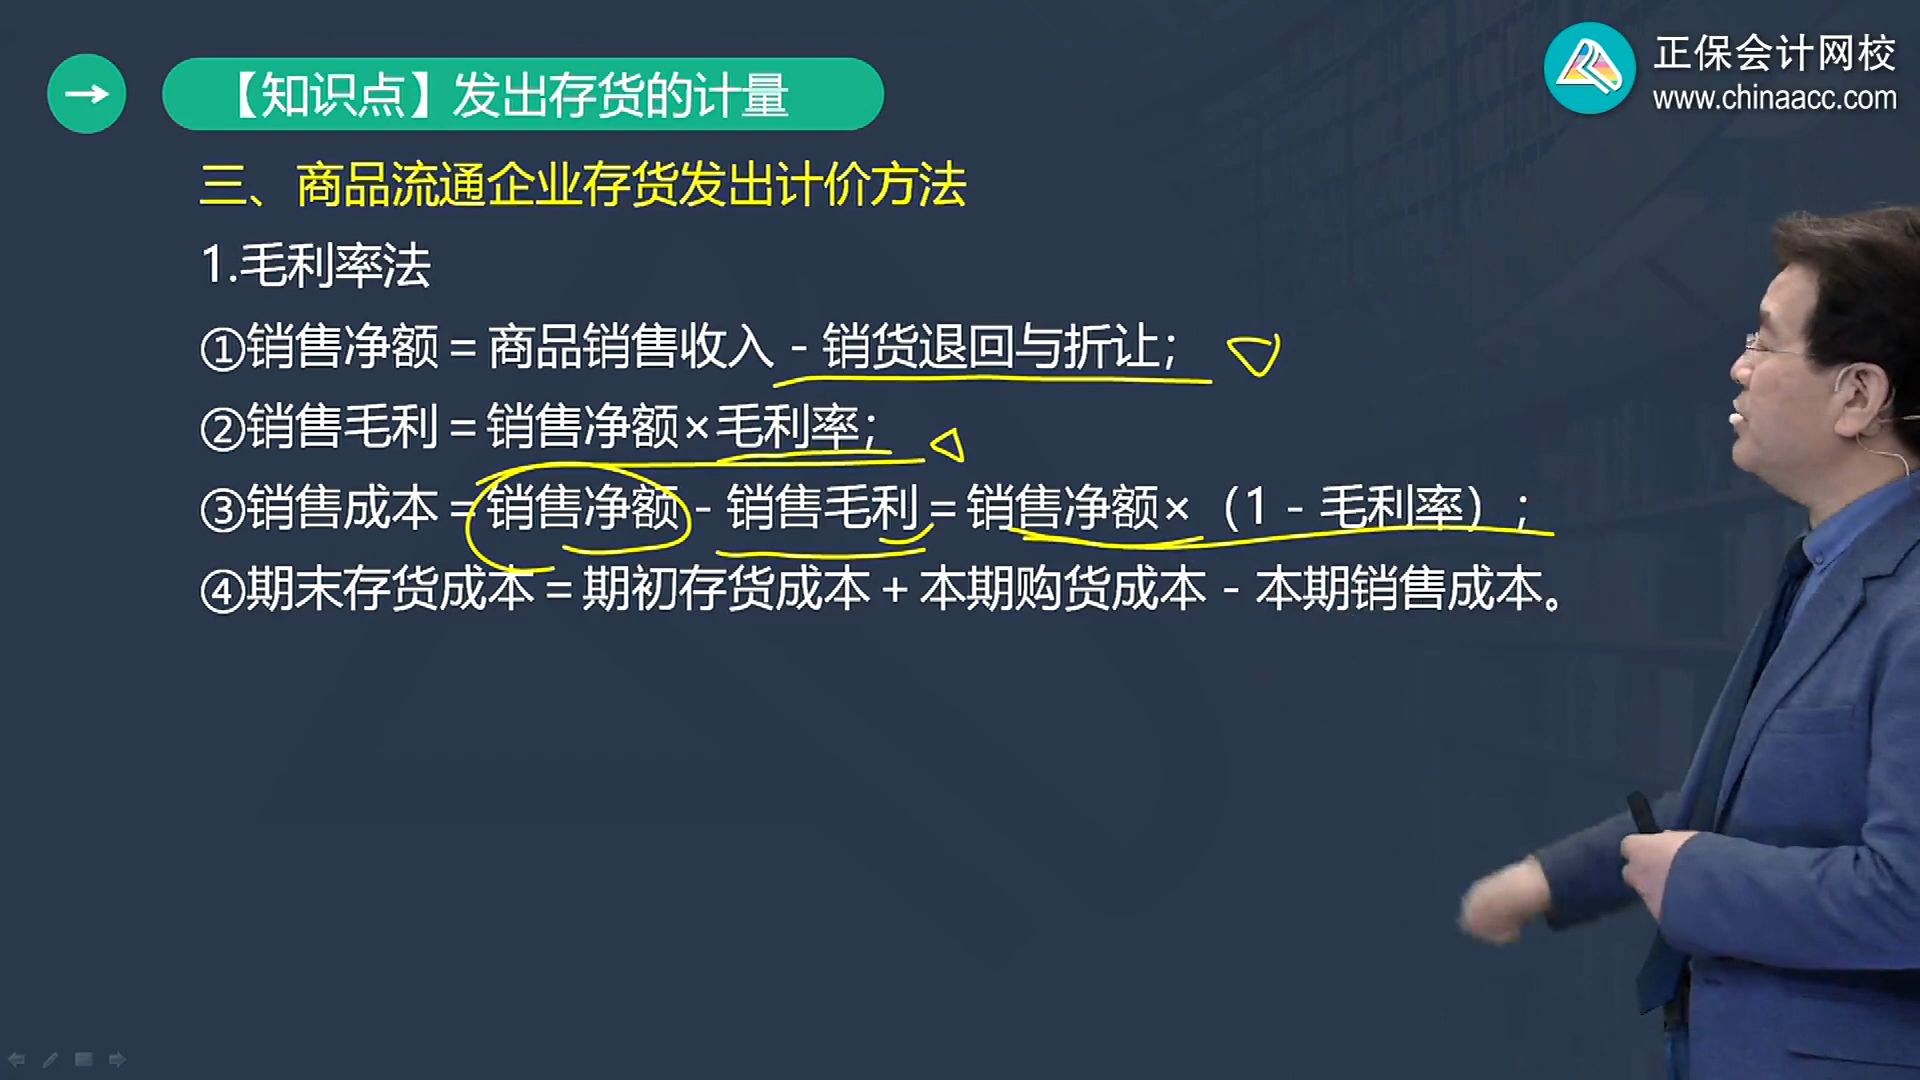 正保会计网校
www.chinaacc.com
【知识点】发出存货的计量
三、商品流通企业存货发出计价方法
1.毛利率法
①销售净额＝商品销售收入－销货退回与折让；
②销售毛利＝销售净额×毛利率；
③销售成本＝销售净额－销售毛利＝销售净额×（1－毛利率）；
④期末存货成本＝期初存货成本＋本期购货成本－本期销售成本。